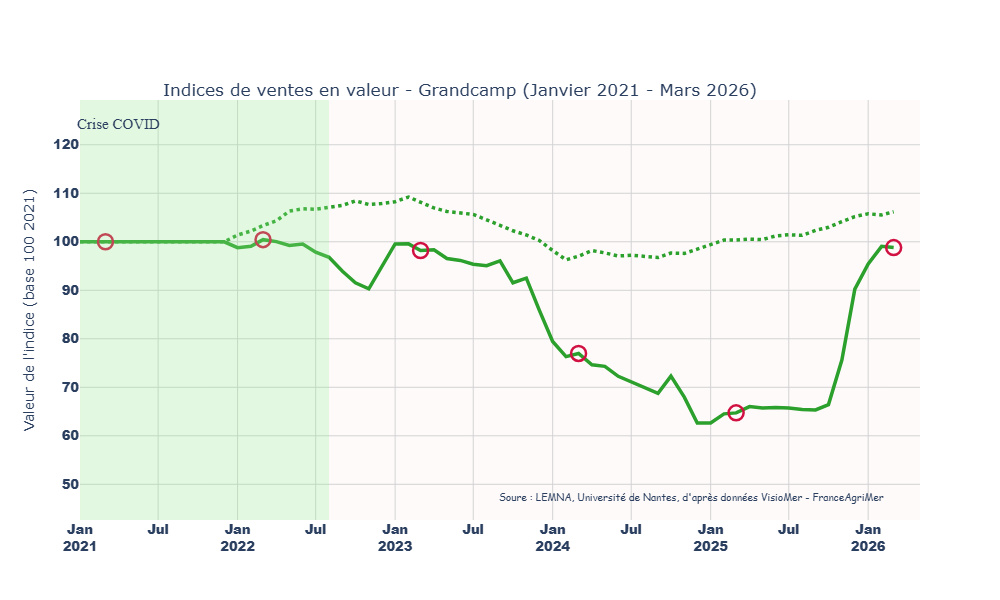 Indices de ventes en valeur - Grandcamp (Janvier 2021 - Mars 2026)
Crise COVID
Valeur de l'indice (base 100 2021)
120
110
100
90
80
70
60
50
Soure : LEMNA, Université de Nantes, d'après données VisioMer - FranceAgriMer
Jan Jul Jan Jul Jan Jul Jan Jul Jan Jul Jan
2021 2022 2023 2024 2025 2026